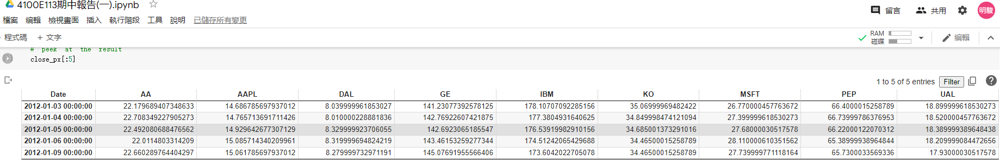 4100E113期中報告(一).ipynb
留言 共用 明駿
檔案 編輯 檢視畫面 插入 執行階段 工具 說明 已儲存所有變更
程式碼 + 文字
RAM
磁碟
編輯
# peek at the result
close_px[:5]
1 to 5 of 5 entries Filter
Date AA AAPL DAL GE IBM KO MSFT PEP UAL
2012-01-03 00:00:00 22.179689407348633 14.686785697937012 8.039999961853027 141.23077392578125 178.10707092285156 35.06999969482422 26.770000457763672 66.4000015258789 18.899999618530273
2012-01-04 00:00:00 22.708349227905273 14.765713691711426 8.010000228881836 142.76922607421875 177.3804931640625 34.849998474121094 27.399999618530273 66.73999786376953 18.520000457763672
2012-01-05 00:00:00 22.492080688476562 14.929642677307129 8.329999923706055 142.6923065185547 176.53919982910156 34.685001373291016 27.68000030517578 66.22000122070312 18.389999389648438
2012-01-06 00:00:00 22.0114803314209 15.085714340209961 8.319999694824219 143.46153259277344 174.51242065429688 34.46500015258789 28.110000610351562 65.38999938964844 18.209999084472656
2012-01-09 00:00:00 22.660289764404297 15.061785697937012 8.279999732971191 145.07691955566406 173.6042022705078 34.46500015258789 27.739999771118164 65.7300033569336 17.93000030517578